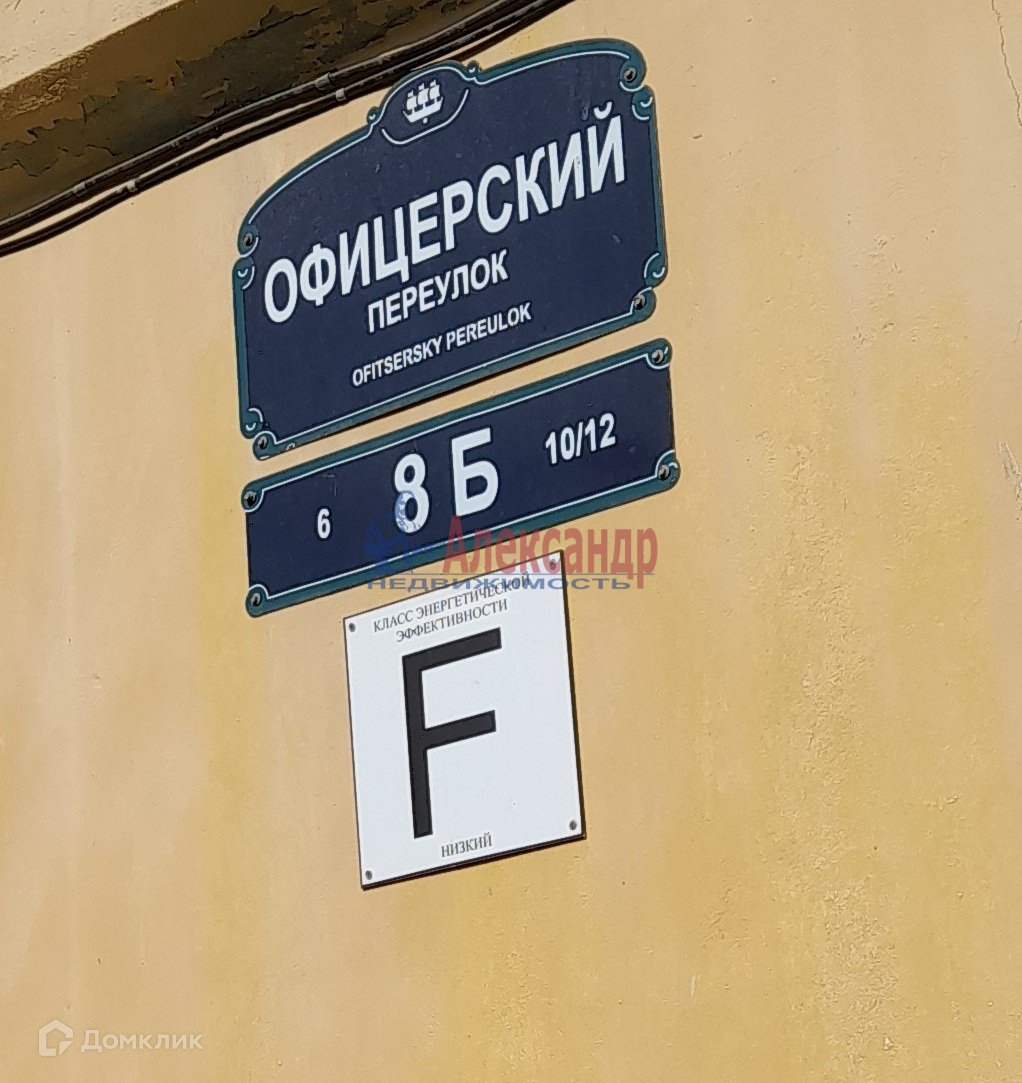 ОФИЦЕРСКИЙ
ПЕРЕУЛОК
OFITSERSKY PEREULOK
6 8 Б 10/12
Александр
НЕДВИЖИМОСТЬ
КЛАСС ЭНЕРГЕТИЧЕСКОЙ
ЭФФЕКТИВНОСТИ
F
НИЗКИЙ
Домклик